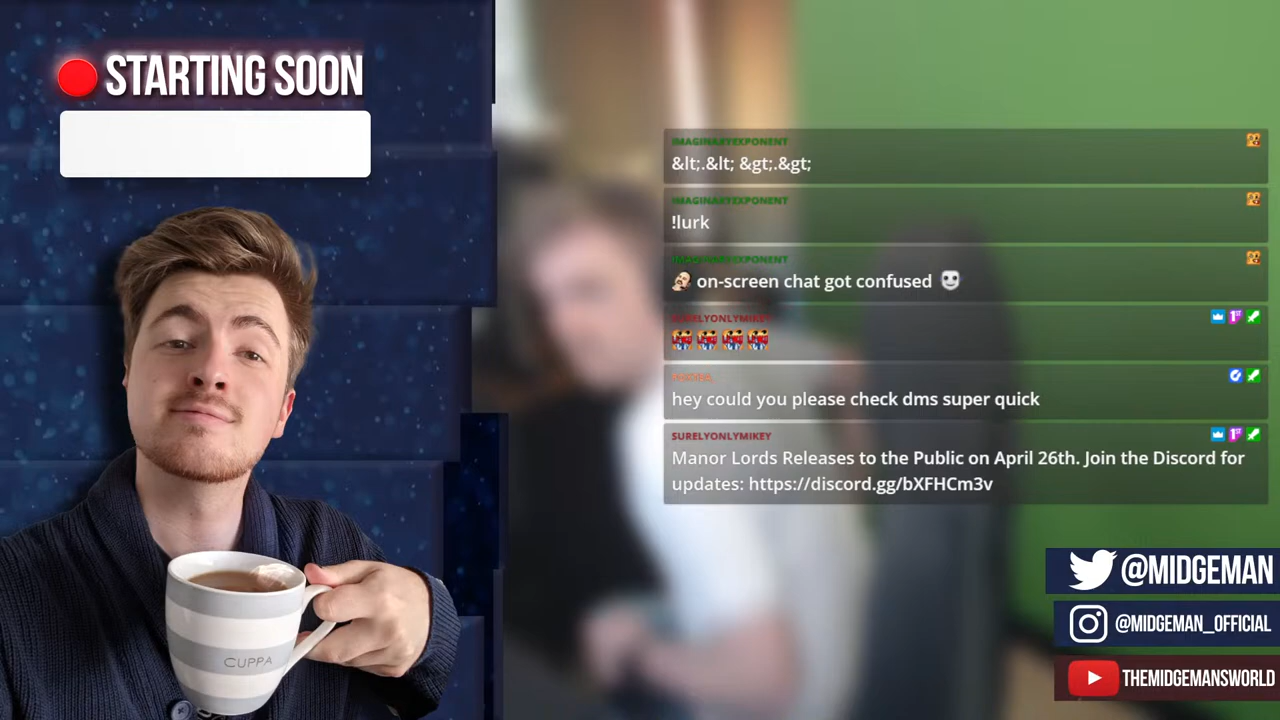 STARTING SOON
IMAGINARYEXPONENT
&lt;.&lt; &gt;.&gt;
IMAGINARYEXPONENT
!lurk
IMAGINARYEXPONENT
on-screen chat got confused
SURELYONLYMIKEY
hey could you please check dms super quick
SURELYONLYMIKEY
Manor Lords Releases to the Public on April 26th. Join the Discord for
updates: https://discord.gg/bXFHCm3v
CUPPA
@MIDGEMAN
@MIDGEMAN_OFFICIAL
THEMIDGEMANSWORLD